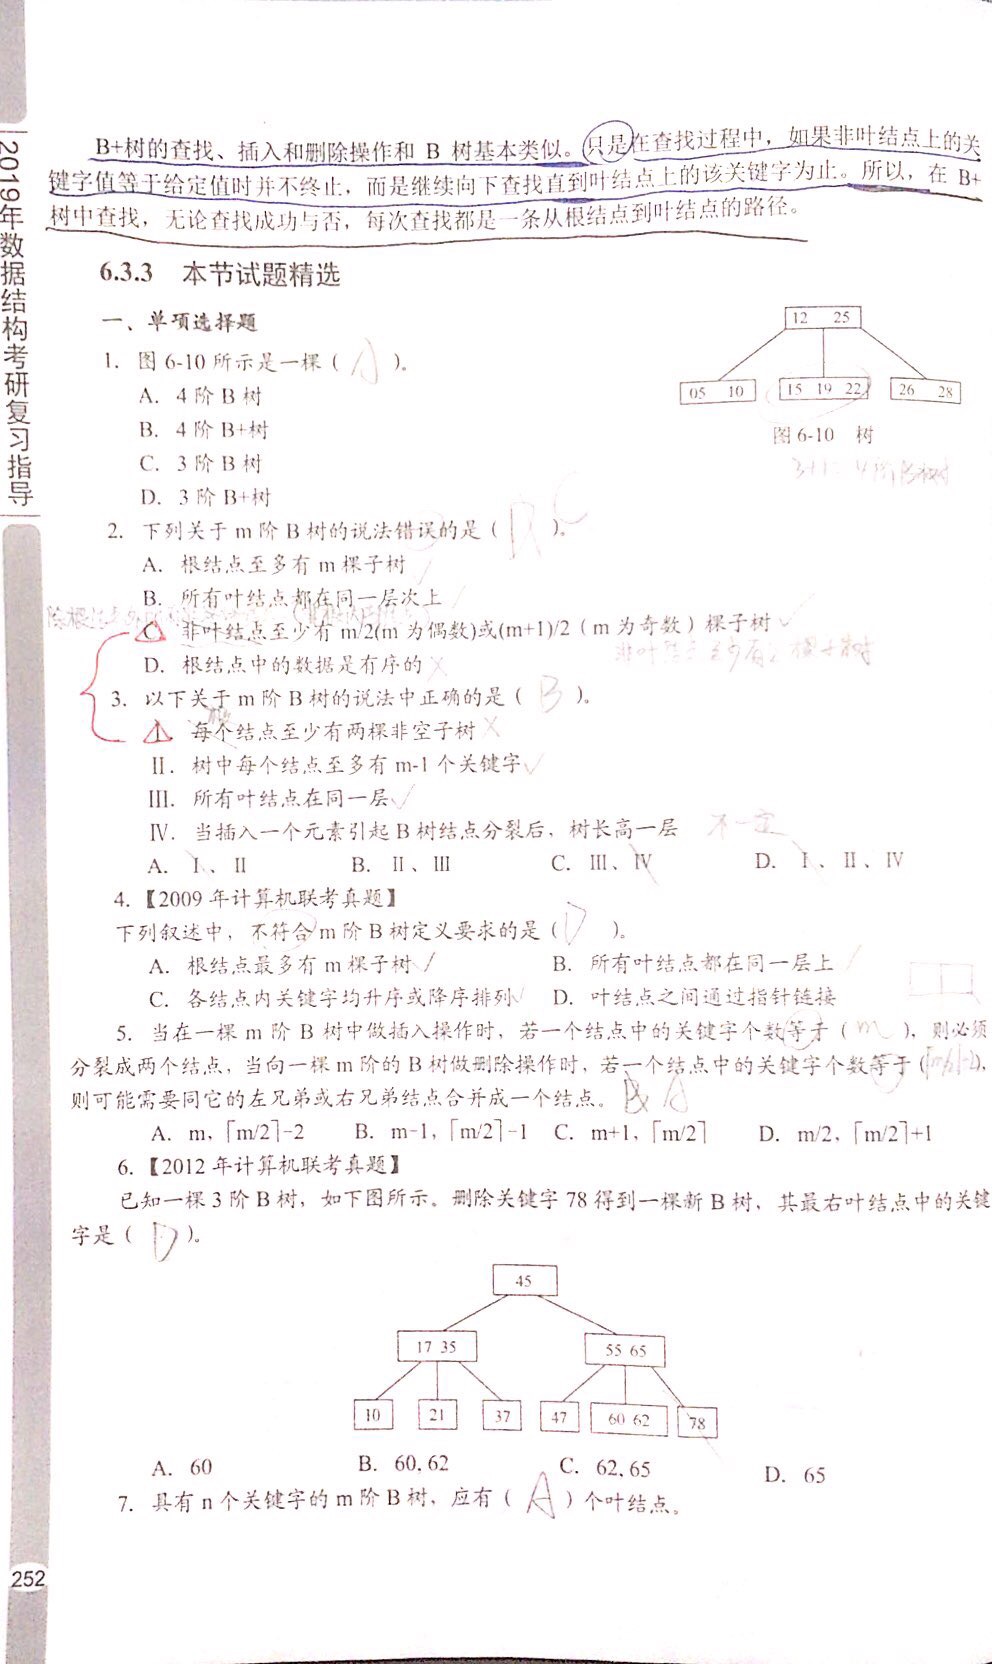 2019年数据结构考研复习指导
B+树的查找、插入和删除操作和 B 树基本类似。只是在查找过程中，如果非叶结点上的关
键字值等于给定值时并不终止，而是继续向下查找直到叶结点上的该关键字为止。所以，在 B+
树中查找，无论查找成功与否，每次查找都是一条从根结点到叶结点的路径。
6.3.3 本节试题精选
一、单项选择题
1. 图 6-10 所示是一棵（ A ）。
A. 4 阶 B 树
B. 4 阶 B+树
C. 3 阶 B 树
D. 3 阶 B+树
12 25
05 10 15 19 22 26 28
图 6-10 树
3+1= 4阶B树
2. 下列关于 m 阶 B 树的说法错误的是（ D ）。 C
A. 根结点至多有 m 棵子树
B. 所有叶结点都在同一层次上
除根结点外
C. 非叶结点至少有 m/2(m 为偶数)或(m+1)/2（m 为奇数）棵子树
非叶结点至少有2棵子树
D. 根结点中的数据是有序的
3. 以下关于 m 阶 B 树的说法中正确的是（ B ）。
I. 每个结点至少有两棵非空子树
II. 树中每个结点至多有 m-1 个关键字
III. 所有叶结点在同一层
IV. 当插入一个元素引起 B 树结点分裂后，树长高一层 不一定
A. I、II B. II、III C. III、IV D. I、II、IV
4.【2009 年计算机联考真题】
下列叙述中，不符合 m 阶 B 树定义要求的是（ D ）。
A. 根结点最多有 m 棵子树 B. 所有叶结点都在同一层上
C. 各结点内关键字均升序或降序排列 D. 叶结点之间通过指针链接
5. 当在一棵 m 阶 B 树中做插入操作时，若一个结点中的关键字个数等于（ m ），则必须
分裂成两个结点，当向一棵 m 阶的 B 树做删除操作时，若一个结点中的关键字个数等于（⌈m/2⌉-2），
则可能需要同它的左兄弟或右兄弟结点合并成一个结点。 A
A. m，⌈m/2⌉-2 B. m-1，⌈m/2⌉-1 C. m+1，⌈m/2⌉ D. m/2，⌈m/2⌉+1
6.【2012 年计算机联考真题】
已知一棵 3 阶 B 树，如下图所示。删除关键字 78 得到一棵新 B 树，其最右叶结点中的关键
字是（ D ）。
45
17 35 55 65
10 21 37 47 60 62 78
A. 60 B. 60, 62 C. 62, 65 D. 65
7. 具有 n 个关键字的 m 阶 B 树，应有（ A ）个叶结点。
252